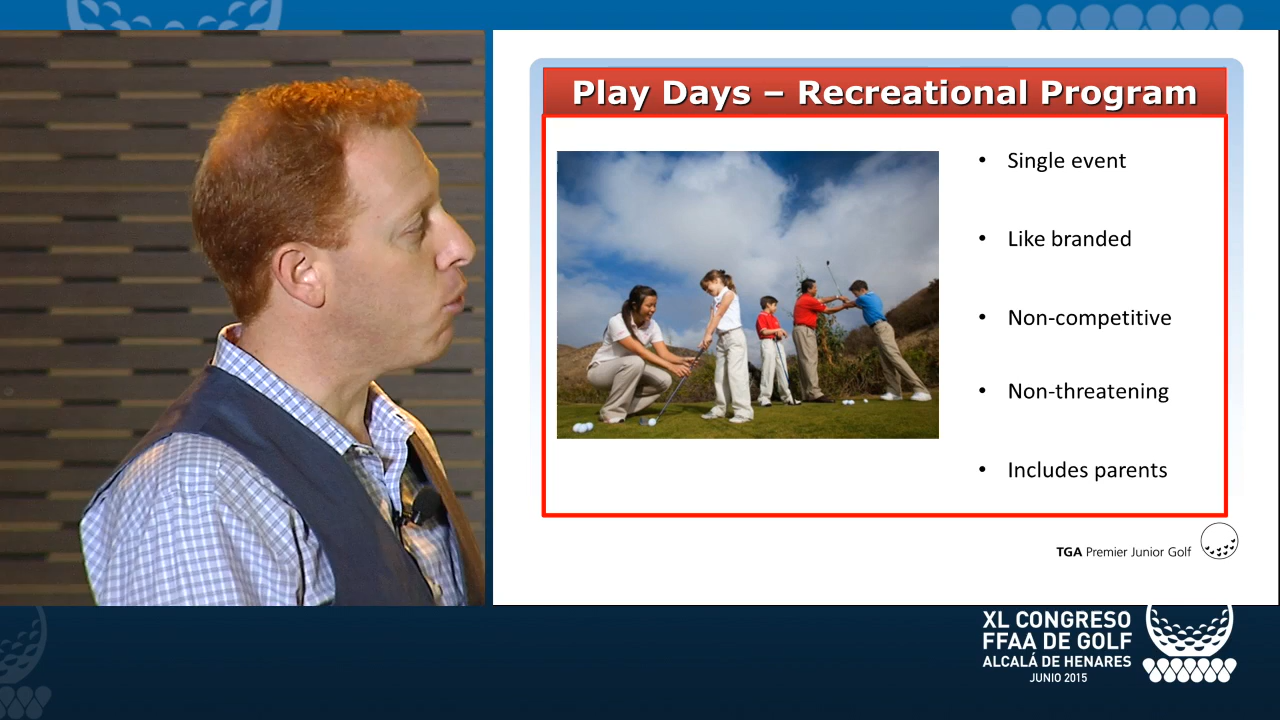 Play Days – Recreational Program
• Single event
• Like branded
• Non-competitive
• Non-threatening
• Includes parents
TGA Premier Junior Golf
XL CONGRESO
FFAA DE GOLF
ALCALÁ DE HENARES
JUNIO 2015